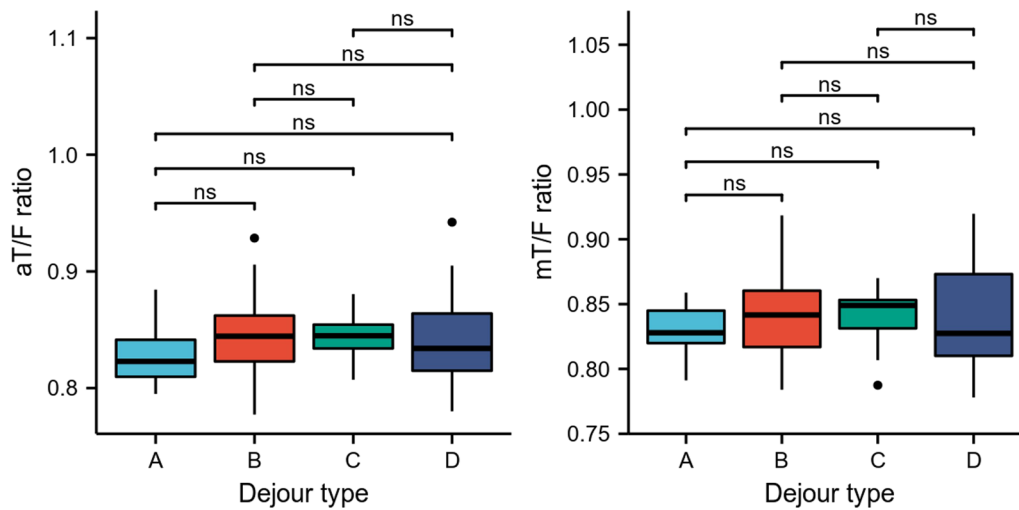 aT/F ratio
1.1
1.0
0.9
0.8
ns
ns
ns
ns
ns
ns
A B C D
Dejour type
mT/F ratio
1.05
1.00
0.95
0.90
0.85
0.80
0.75
ns
ns
ns
ns
ns
ns
A B C D
Dejour type